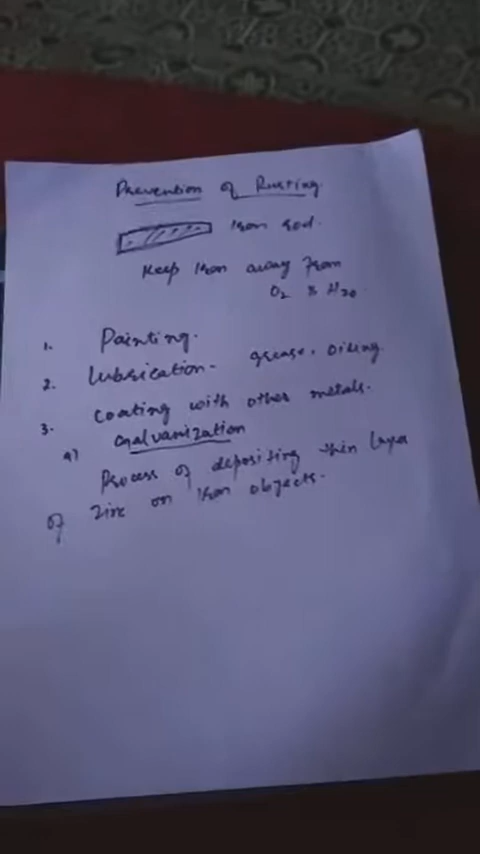 Prevention of Rusting
Iron rod.
Keep Iron away from
O2 & H2O
1. Painting.
2. Lubrication- grease, Oiling
3. Coating with other metals.
a) Galvanization
Process of depositing thin layer
of Zinc on Iron objects.